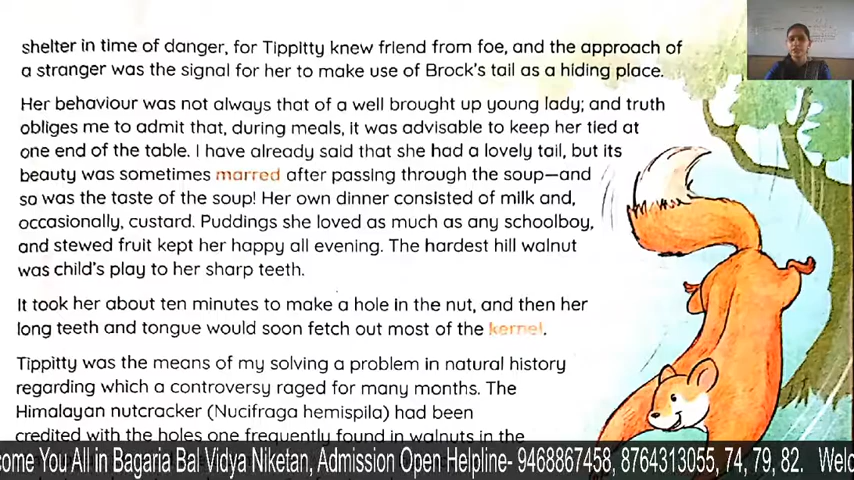 shelter in time of danger, for Tippitty knew friend from foe, and the approach of
a stranger was the signal for her to make use of Brock's tail as a hiding place.
Her behaviour was not always that of a well brought up young lady; and truth
obliges me to admit that, during meals, it was advisable to keep her tied at
one end of the table. I have already said that she had a lovely tail, but its
beauty was sometimes marred after passing through the soup—and
so was the taste of the soup! Her own dinner consisted of milk and,
occasionally, custard. Puddings she loved as much as any schoolboy,
and stewed fruit kept her happy all evening. The hardest hill walnut
was child's play to her sharp teeth.
It took her about ten minutes to make a hole in the nut, and then her
long teeth and tongue would soon fetch out most of the kernel.
Tippitty was the means of my solving a problem in natural history
regarding which a controversy raged for many months. The
Himalayan nutcracker (Nucifraga hemispila) had been
credited with the holes one frequently found in walnuts in the
come You All in Bagaria Bal Vidya Niketan, Admission Open Helpline- 9468867458, 8764313055, 74, 79, 82. Welc